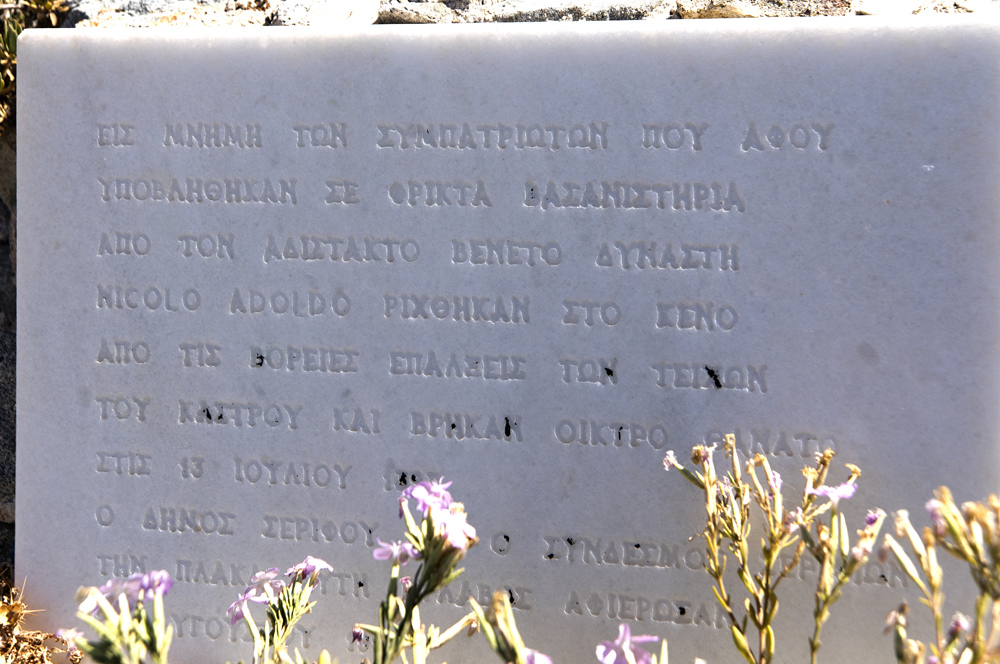 ΕΙΣ ΜΝΗΜΗ ΤΩΝ ΣΥΜΠΑΤΡΙΩΤΩΝ ΠΟΥ ΑΦΟΥ
ΥΠΟΒΛΗΘΗΚΑΝ ΣΕ ΦΡΙΚΤΑ ΒΑΣΑΝΙΣΤΗΡΙΑ
ΑΠΟ ΤΟΝ ΑΔΙΣΤΑΚΤΟ ΒΕΝΕΤΟ ΔΥΝΑΣΤΗ
NICOLO ADOLDO ΡΙΧΘΗΚΑΝ ΣΤΟ ΚΕΝΟ
ΑΠΟ ΤΙΣ ΒΟΡΕΙΕΣ ΕΠΑΛΞΕΙΣ ΤΩΝ ΤΕΙΧΩΝ
ΤΟΥ ΚΑΣΤΡΟΥ ΚΑΙ ΒΡΗΚΑΝ ΟΙΚΤΡΟ ΘΑΝΑΤΟ
ΣΤΙΣ 13 ΙΟΥΛΙΟΥ
Ο ΔΗΜΟΣ ΣΕΡΙΦΟΥ Ο ΣΥΝΔΕΣΜΟΣ
ΤΗΝ ΑΦΙΕΡΩΣΑΝ